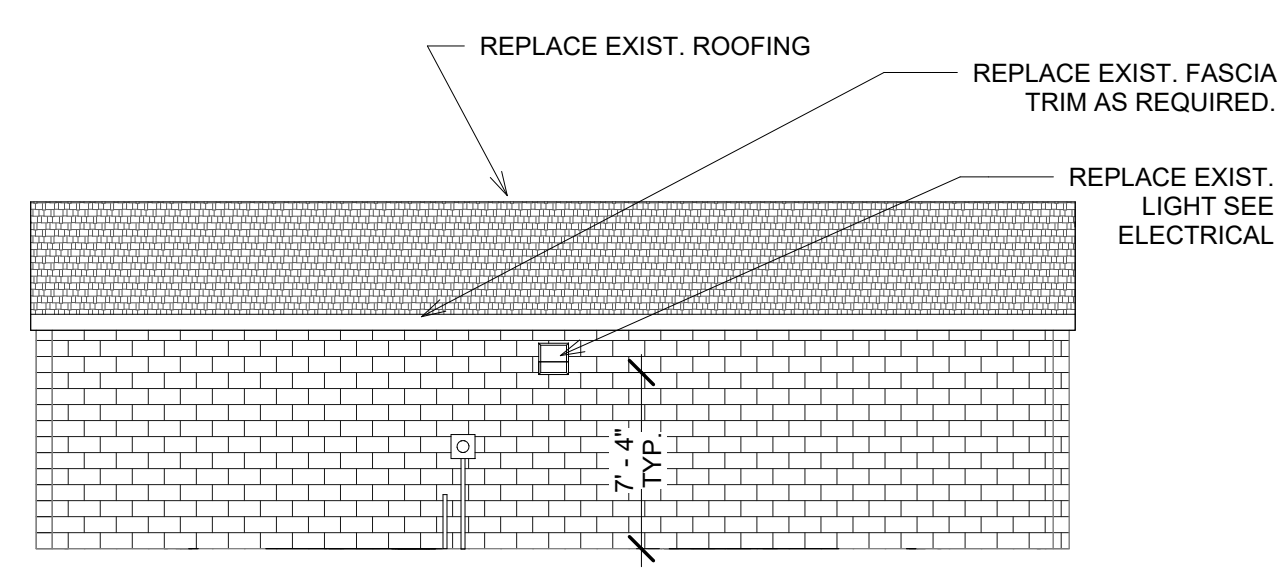 REPLACE EXIST. ROOFING
REPLACE EXIST. FASCIA
TRIM AS REQUIRED.
REPLACE EXIST.
LIGHT SEE
ELECTRICAL
7' - 4"
TYP.